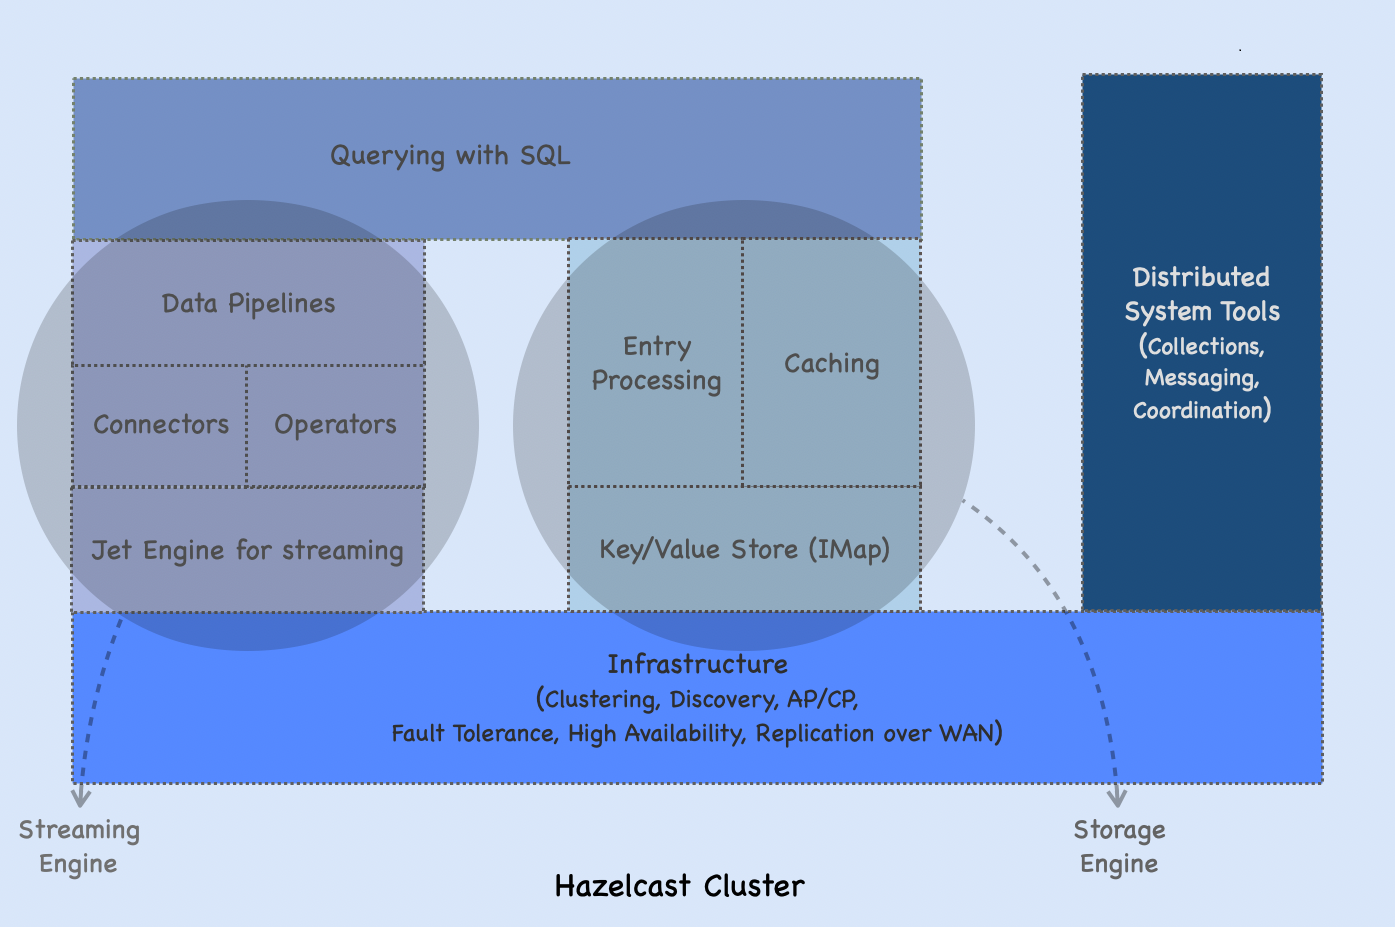 Querying with SQL
Data Pipelines
Connectors
Operators
Jet Engine for streaming
Entry
Processing
Caching
Key/Value Store (IMap)
Distributed
System Tools
(Collections,
Messaging,
Coordination)
Infrastructure
(Clustering, Discovery, AP/CP,
Fault Tolerance, High Availability, Replication over WAN)
Streaming
Engine
Storage
Engine
Hazelcast Cluster